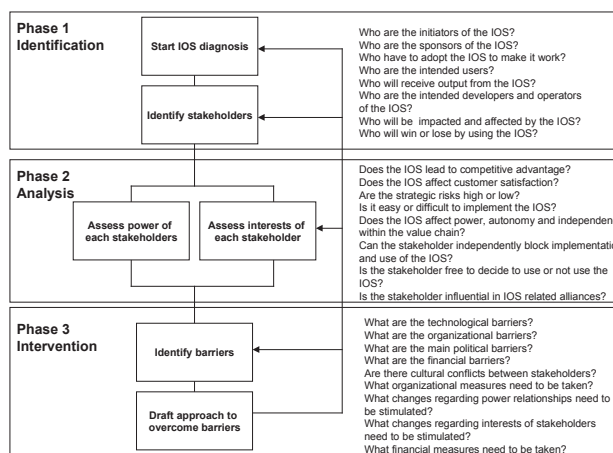 Phase 1
Identification
Start IOS diagnosis
Identify stakeholders
Who are the initiators of the IOS?
Who are the sponsors of the IOS?
Who have to adopt the IOS to make it work?
Who are the intended users?
Who will receive output from the IOS?
Who are the intended developers and operators
of the IOS?
Who will be impacted and affected by the IOS?
Who will win or lose by using the IOS?
Phase 2
Analysis
Assess power of
each stakeholders
Assess interests of
each stakeholder
Does the IOS lead to competitive advantage?
Does the IOS affect customer satisfaction?
Are the strategic risks high or low?
Is it easy or difficult to implement the IOS?
Does the IOS affect power, autonomy and independen
within the value chain?
Can the stakeholder independently block implementatio
and use of the IOS?
Is the stakeholder free to decide to use or not use the
IOS?
Is the stakeholder influential in IOS related alliances?
Phase 3
Intervention
Identify barriers
Draft approach to
overcome barriers
What are the technological barriers?
What are the organizational barriers?
What are the main political barriers?
What are the financial barriers?
Are there cultural conflicts between stakeholders?
What organizational measures need to be taken?
What changes regarding power relationships need to
be stimulated?
What changes regarding interests of stakeholders
need to be stimulated?
What financial measures need to be taken?